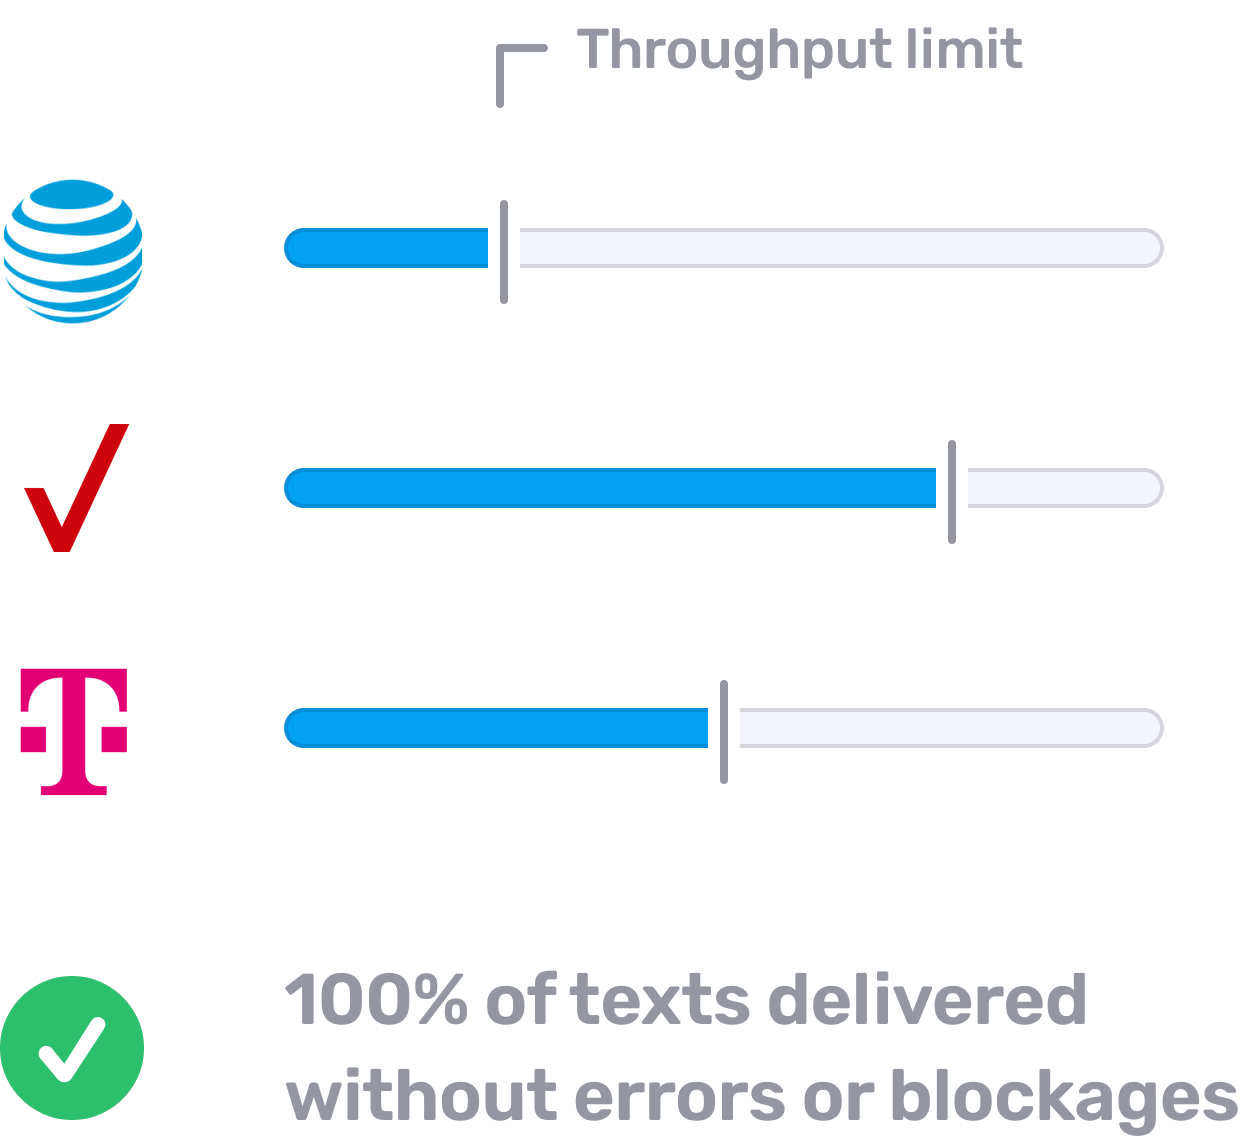 Throughput limit
100% of texts delivered
without errors or blockages